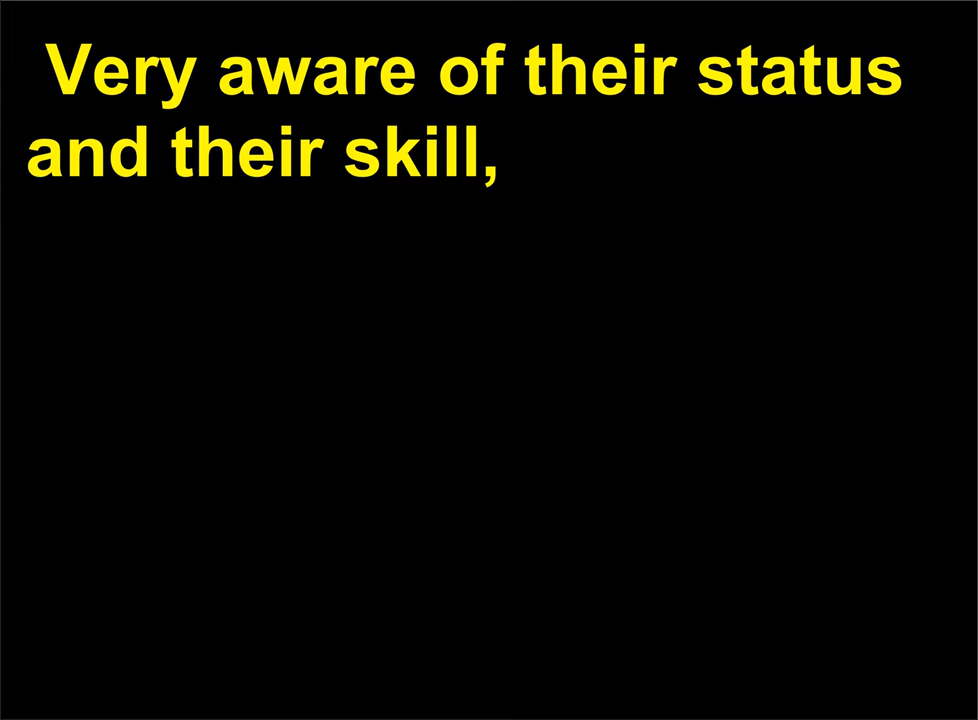 Very aware of their status
and their skill,